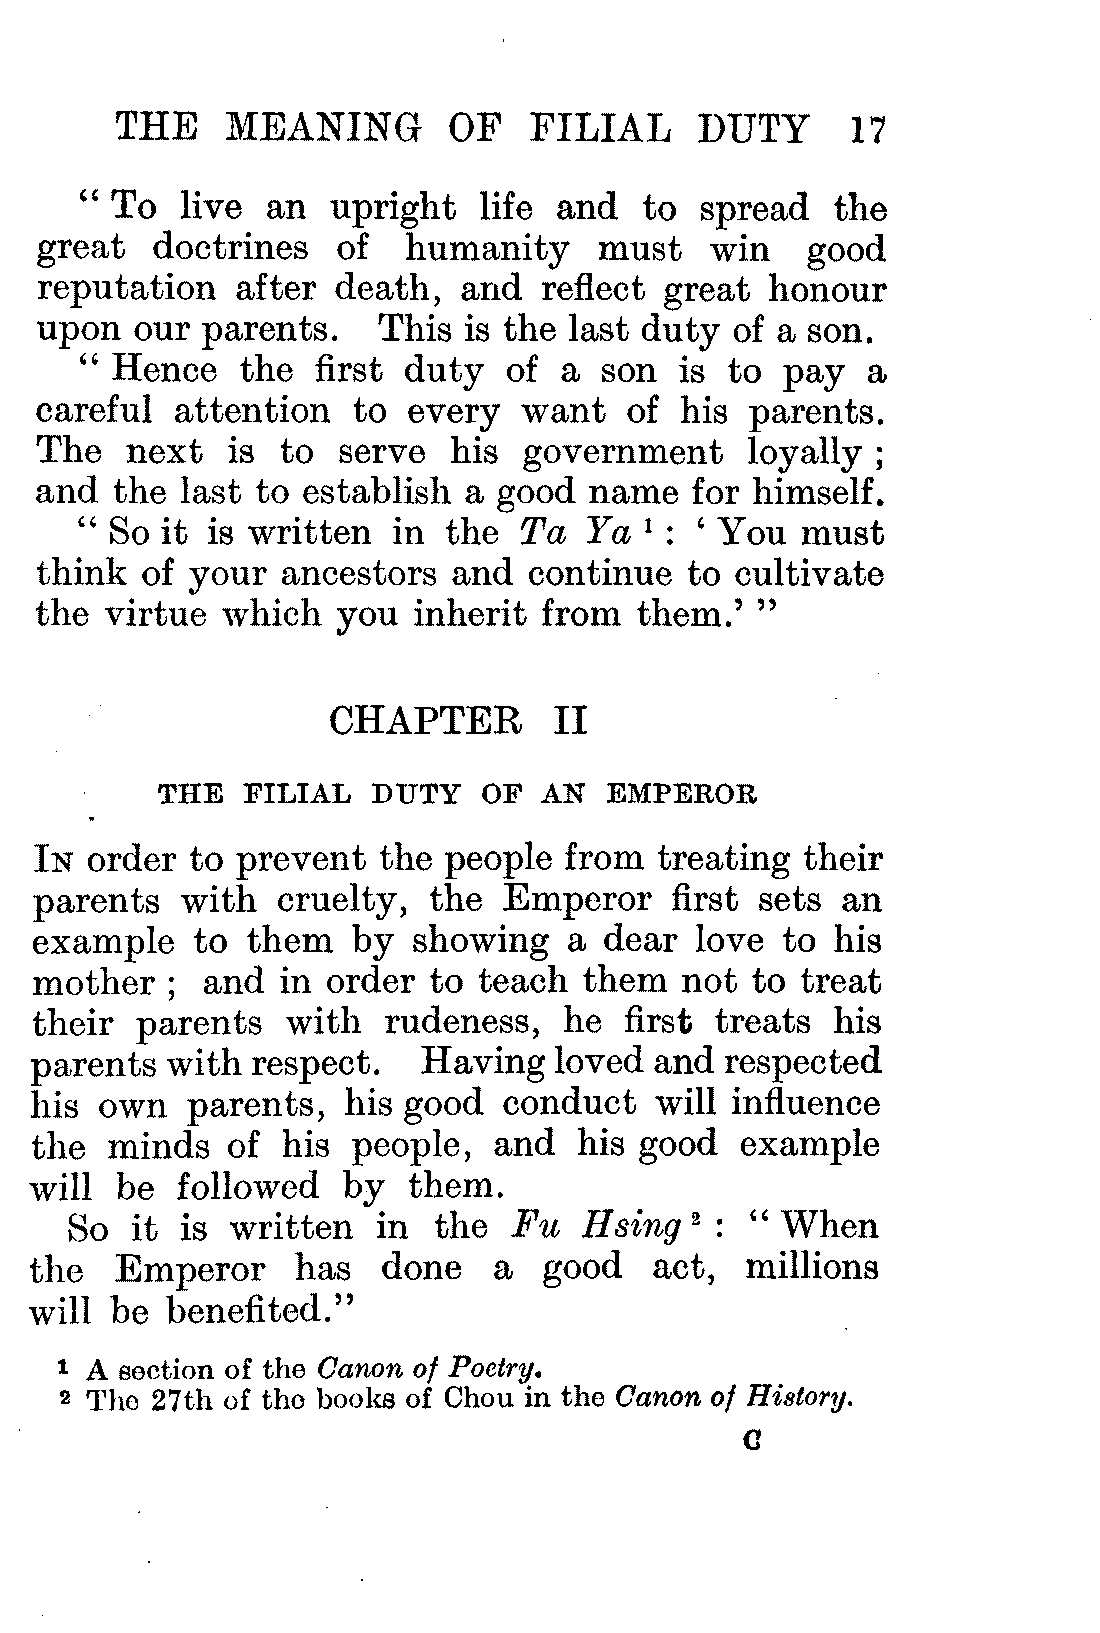 THE MEANING OF FILIAL DUTY 17
“ To live an upright life and to spread the
great doctrines of humanity must win good
reputation after death, and reflect great honour
upon our parents. This is the last duty of a son.
“ Hence the first duty of a son is to pay a
careful attention to every want of his parents.
The next is to serve his government loyally ;
and the last to establish a good name for himself.
“ So it is written in the Ta Ya ¹ : ‘ You must
think of your ancestors and continue to cultivate
the virtue which you inherit from them.’ ”
CHAPTER II
THE FILIAL DUTY OF AN EMPEROR
IN order to prevent the people from treating their
parents with cruelty, the Emperor first sets an
example to them by showing a dear love to his
mother ; and in order to teach them not to treat
their parents with rudeness, he first treats his
parents with respect. Having loved and respected
his own parents, his good conduct will influence
the minds of his people, and his good example
will be followed by them.
So it is written in the Fu Hsing ² : “ When
the Emperor has done a good act, millions
will be benefited.”
¹ A section of the Canon of Poetry.
² The 27th of the books of Chou in the Canon of History.
C